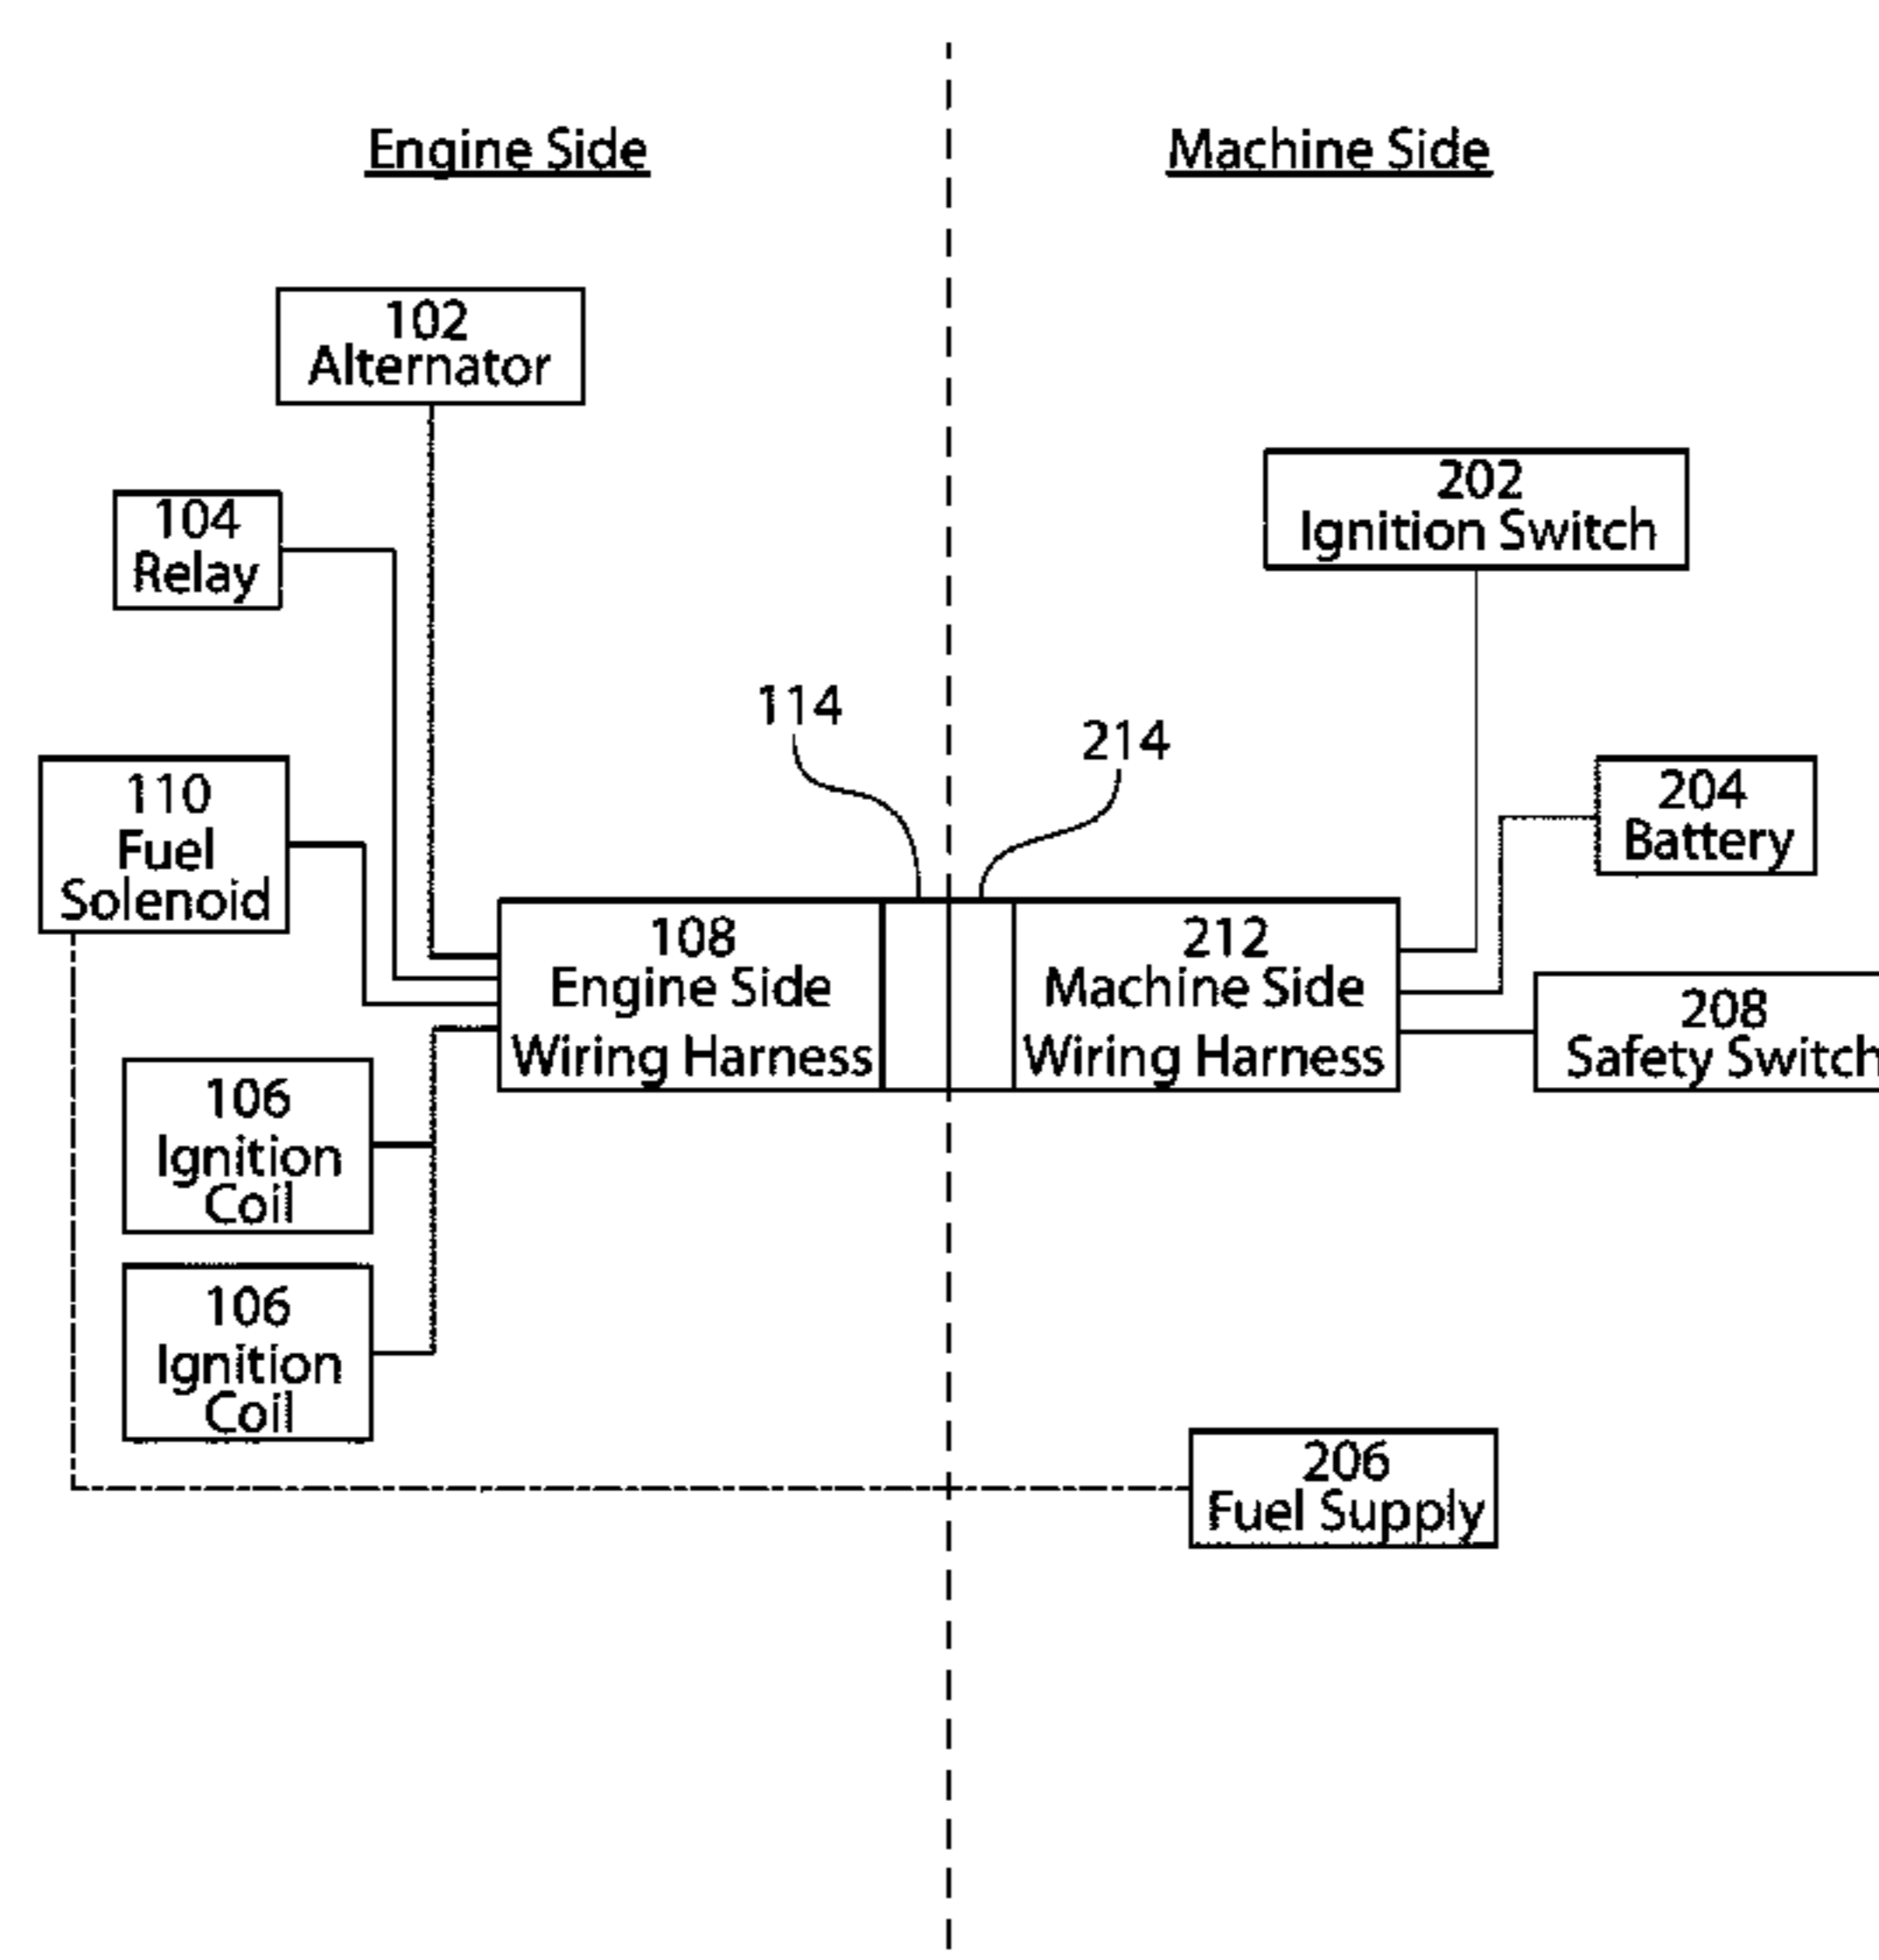 Engine Side
Machine Side
102
Alternator
104
Relay
202
Ignition Switch
114
214
110
Fuel
Solenoid
204
Battery
108
Engine Side
Wiring Harness
212
Machine Side
Wiring Harness
208
Safety Switch
106
Ignition
Coil
106
Ignition
Coil
206
Fuel Supply